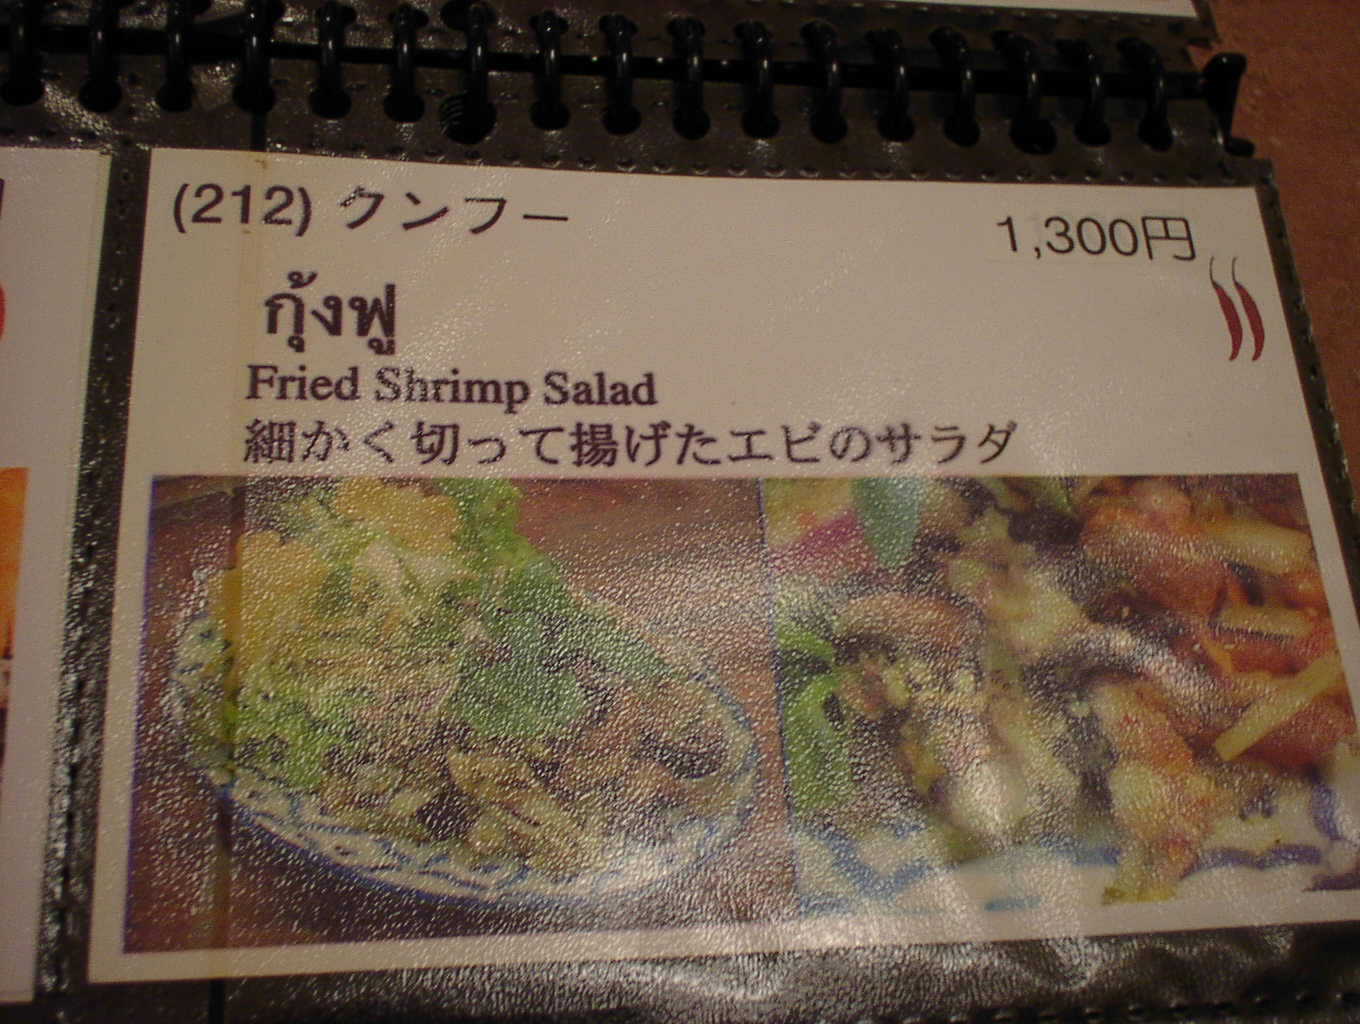 (212) クンフー
1,300円
กุ้งฟู
Fried Shrimp Salad
細かく切って揚げたエビのサラダ